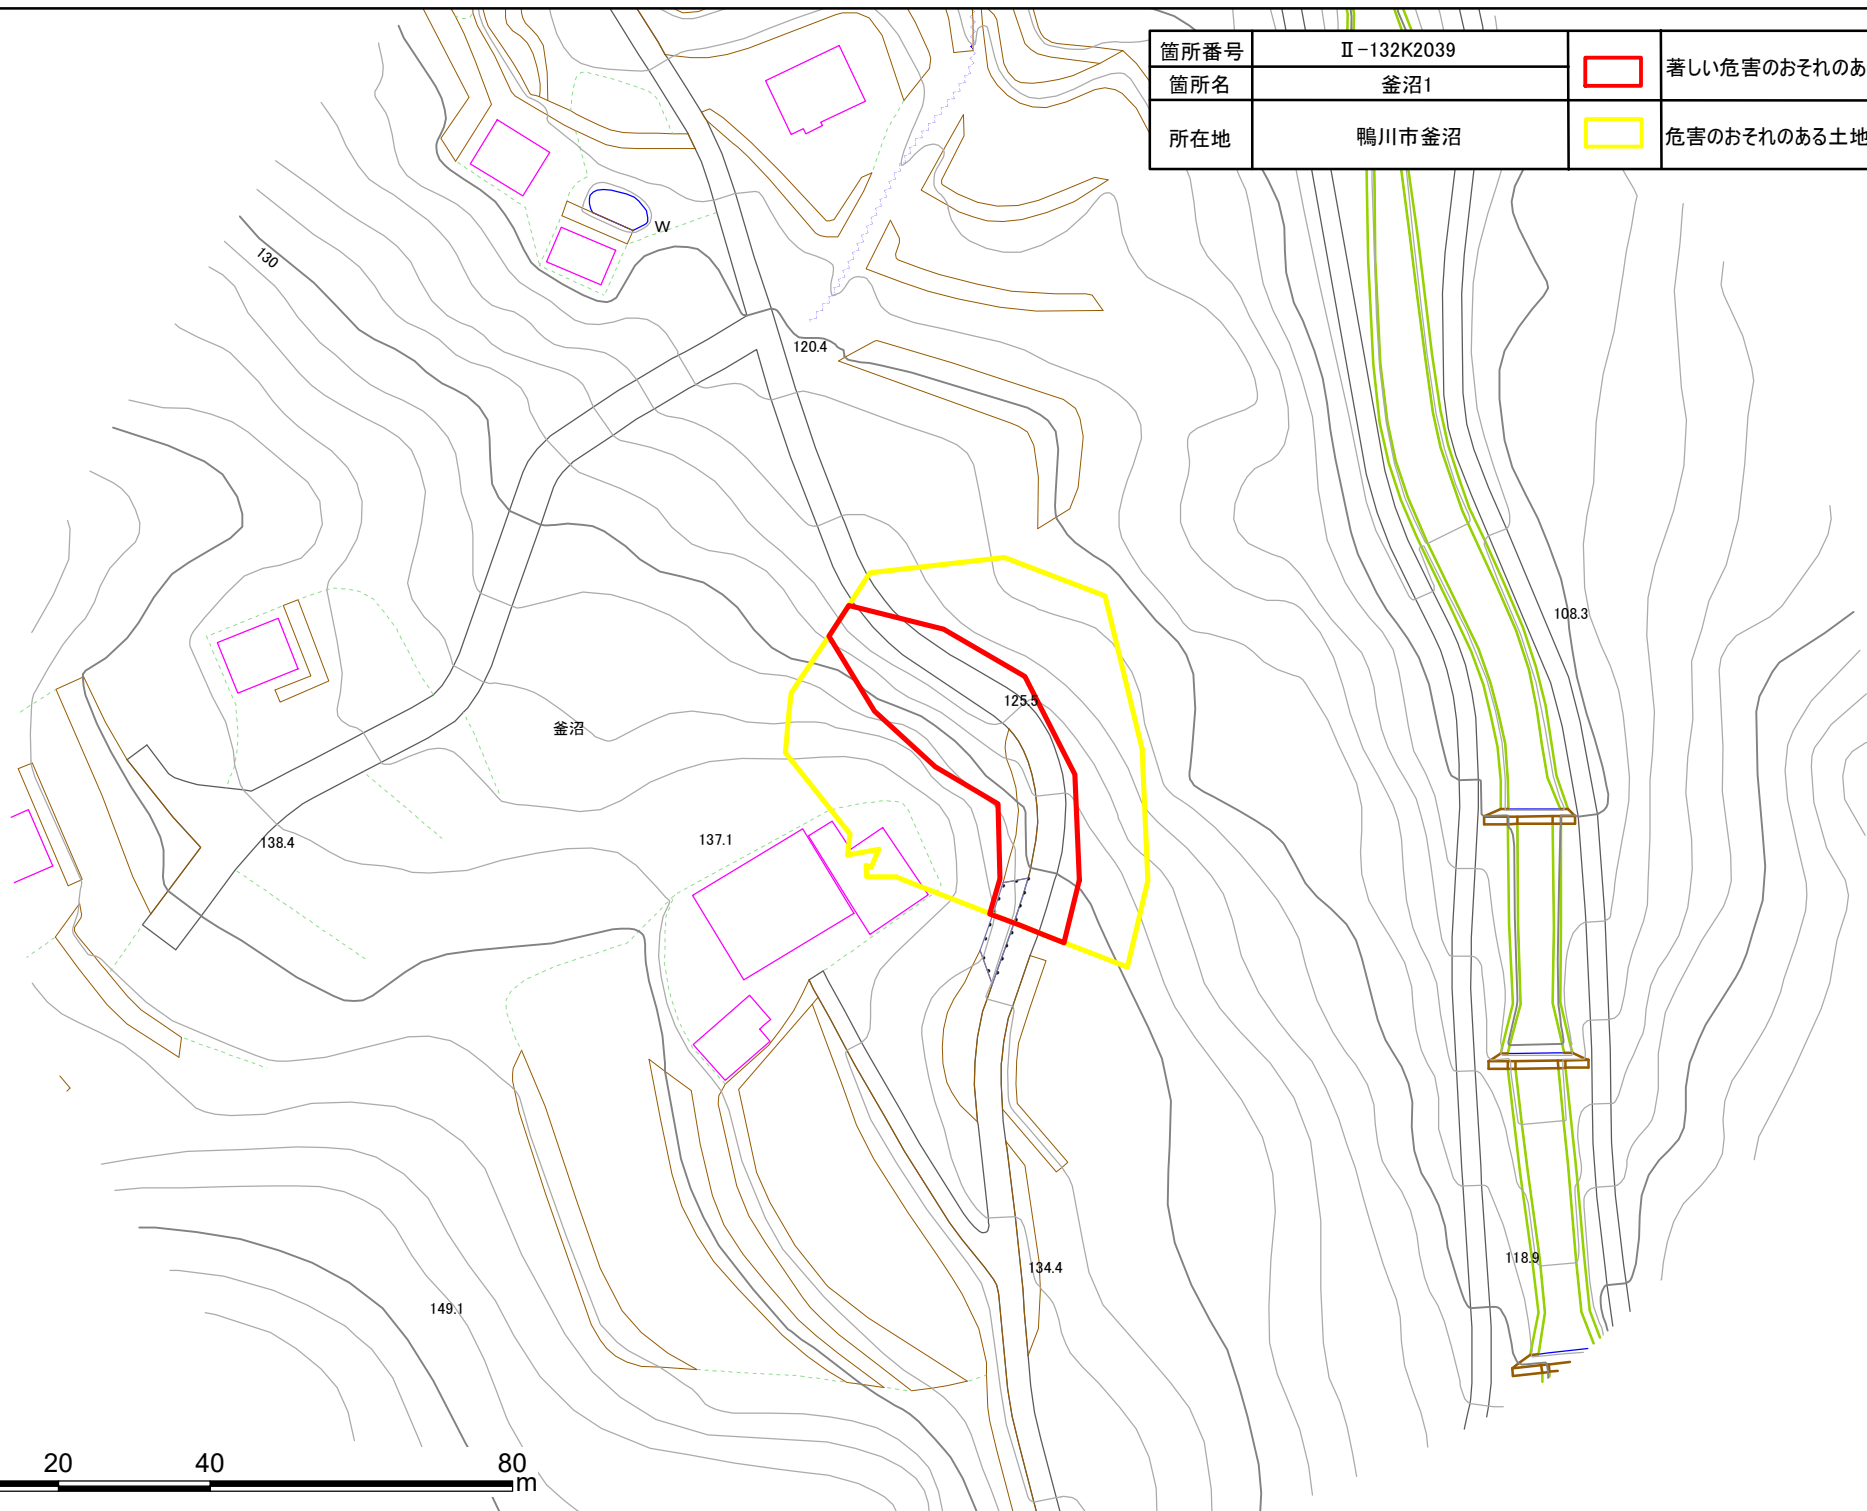 箇所番号 Ⅱ-132K2039
著しい危害のおそれのあ
箇所名 釜沼1
所在地 鴨川市釜沼
危害のおそれのある土地
W
130
120.4
108.3
125.5
釜沼
137.1
138.4
118.9
134.4
149.1
20 40 80
m